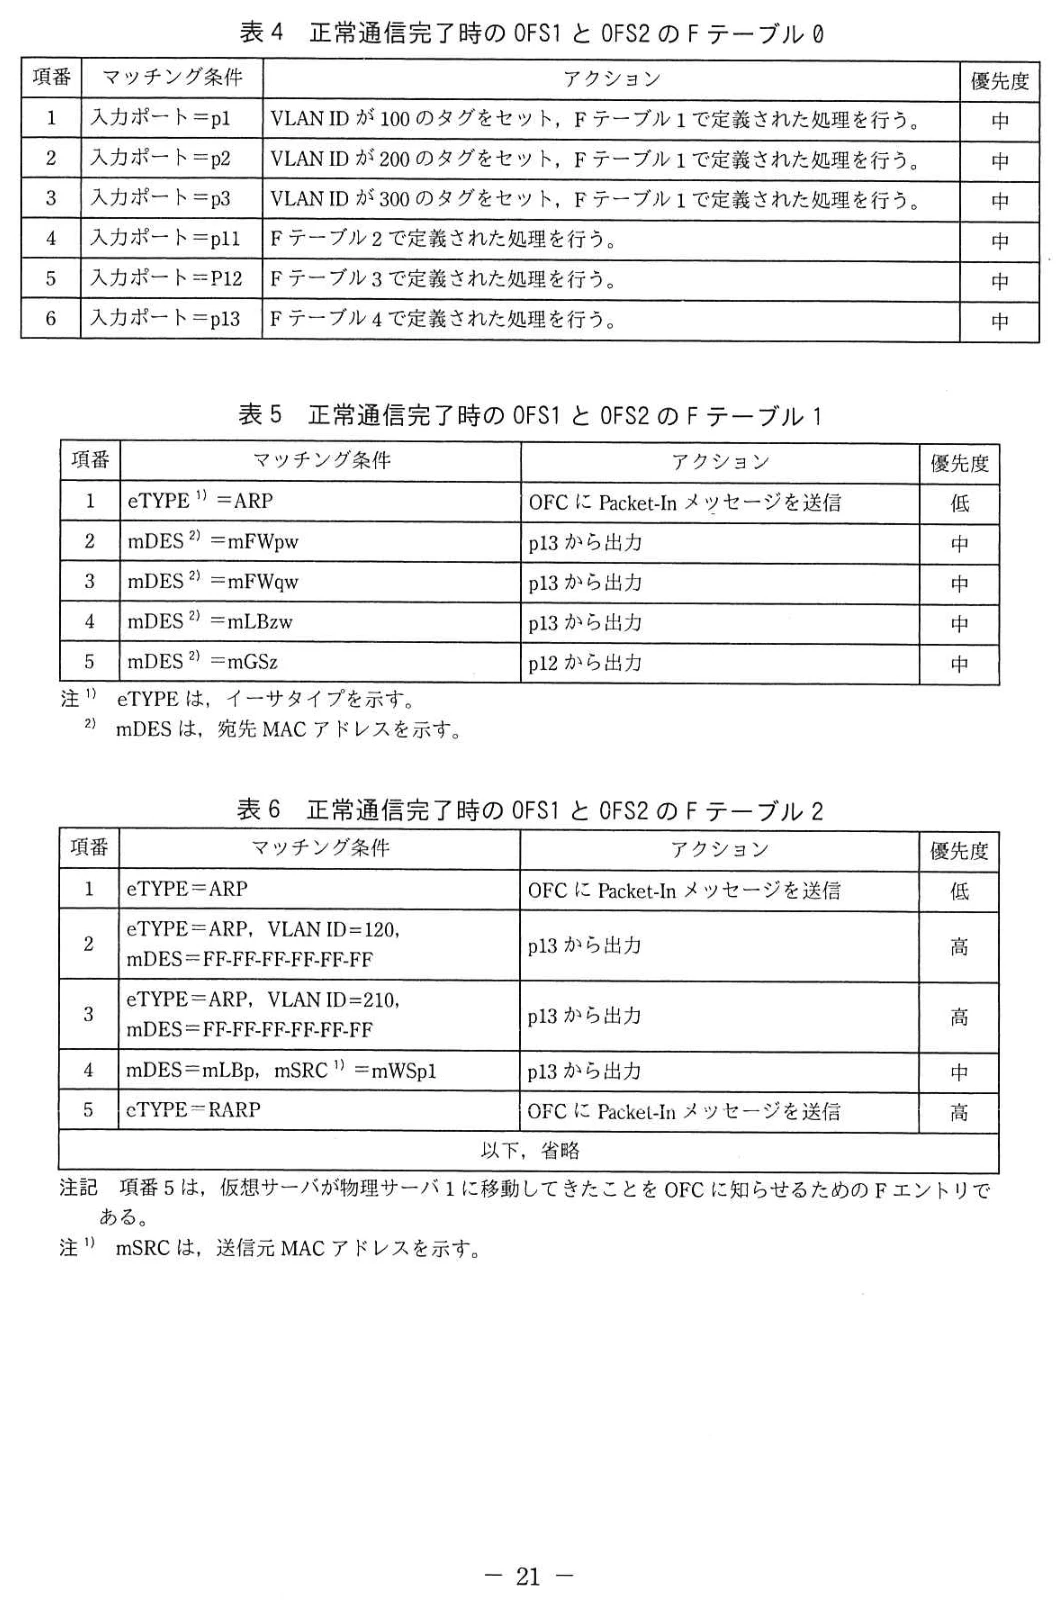 表4 正常通信完了時の OFS1 と OFS2 の F テーブル 0
項番 マッチング条件 アクション 優先度
1 入力ポート=p1 VLAN ID が 100 のタグをセット，F テーブル 1 で定義された処理を行う。 中
2 入力ポート=p2 VLAN ID が 200 のタグをセット，F テーブル 1 で定義された処理を行う。 中
3 入力ポート=p3 VLAN ID が 300 のタグをセット，F テーブル 1 で定義された処理を行う。 中
4 入力ポート=p11 F テーブル 2 で定義された処理を行う。 中
5 入力ポート=P12 F テーブル 3 で定義された処理を行う。 中
6 入力ポート=p13 F テーブル 4 で定義された処理を行う。 中
表5 正常通信完了時の OFS1 と OFS2 の F テーブル 1
項番 マッチング条件 アクション 優先度
1 eTYPE 1) =ARP OFC に Packet-In メッセージを送信 低
2 mDES 2) =mFWpw p13 から出力 中
3 mDES 2) =mFWqw p13 から出力 中
4 mDES 2) =mLBzw p13 から出力 中
5 mDES 2) =mGSz p12 から出力 中
注 1) eTYPE は，イーサタイプを示す。
2) mDES は，宛先 MAC アドレスを示す。
表6 正常通信完了時の OFS1 と OFS2 の F テーブル 2
項番 マッチング条件 アクション 優先度
1 eTYPE=ARP OFC に Packet-In メッセージを送信 低
2 eTYPE=ARP，VLAN ID=120， p13 から出力 高
mDES=FF-FF-FF-FF-FF-FF
3 eTYPE=ARP，VLAN ID=210， p13 から出力 高
mDES=FF-FF-FF-FF-FF-FF
4 mDES=mLBp，mSRC 1) =mWSp1 p13 から出力 中
5 eTYPE=RARP OFC に Packet-In メッセージを送信 高
以下，省略
注記 項番 5 は，仮想サーバが物理サーバ 1 に移動してきたことを OFC に知らせるための F エントリで
ある。
注 1) mSRC は，送信元 MAC アドレスを示す。
— 21 —